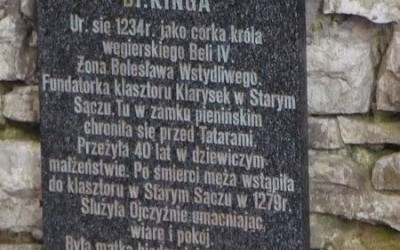 Bł. KINGA
Ur. się 1234r. jako córka króla
węgierskiego Beli IV.
Żona Bolesława Wstydliwego.
Fundatorka klasztoru Klarysek w Starym
Sączu. Tu w zamku pienińskim
chroniła się przed Tatarami.
Przeżyła 40 lat w dziewiczym
małżeństwie. Po śmierci męża wstąpiła
do klasztoru w Starym Sączu w 1279r.
Służyła Ojczyźnie umacniając
wiarę i pokój.
Była matką